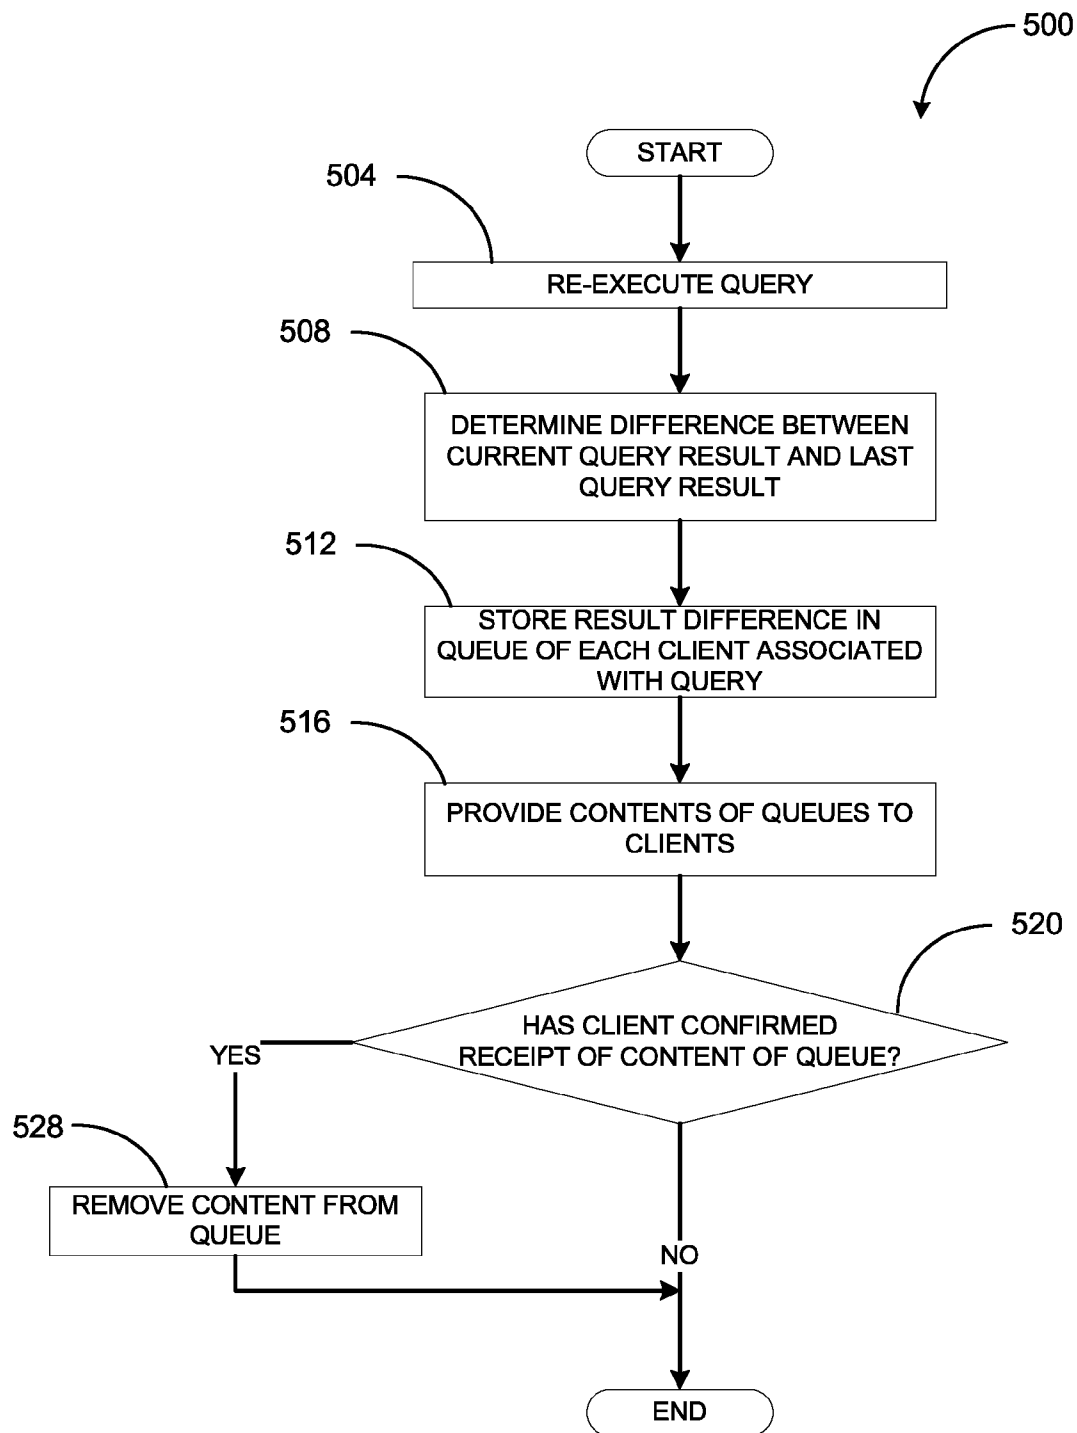 500
START
504
RE-EXECUTE QUERY
508
DETERMINE DIFFERENCE BETWEEN
CURRENT QUERY RESULT AND LAST
QUERY RESULT
512
STORE RESULT DIFFERENCE IN
QUEUE OF EACH CLIENT ASSOCIATED
WITH QUERY
516
PROVIDE CONTENTS OF QUEUES TO
CLIENTS
520
HAS CLIENT CONFIRMED
RECEIPT OF CONTENT OF QUEUE?
YES
528
REMOVE CONTENT FROM
QUEUE
NO
END